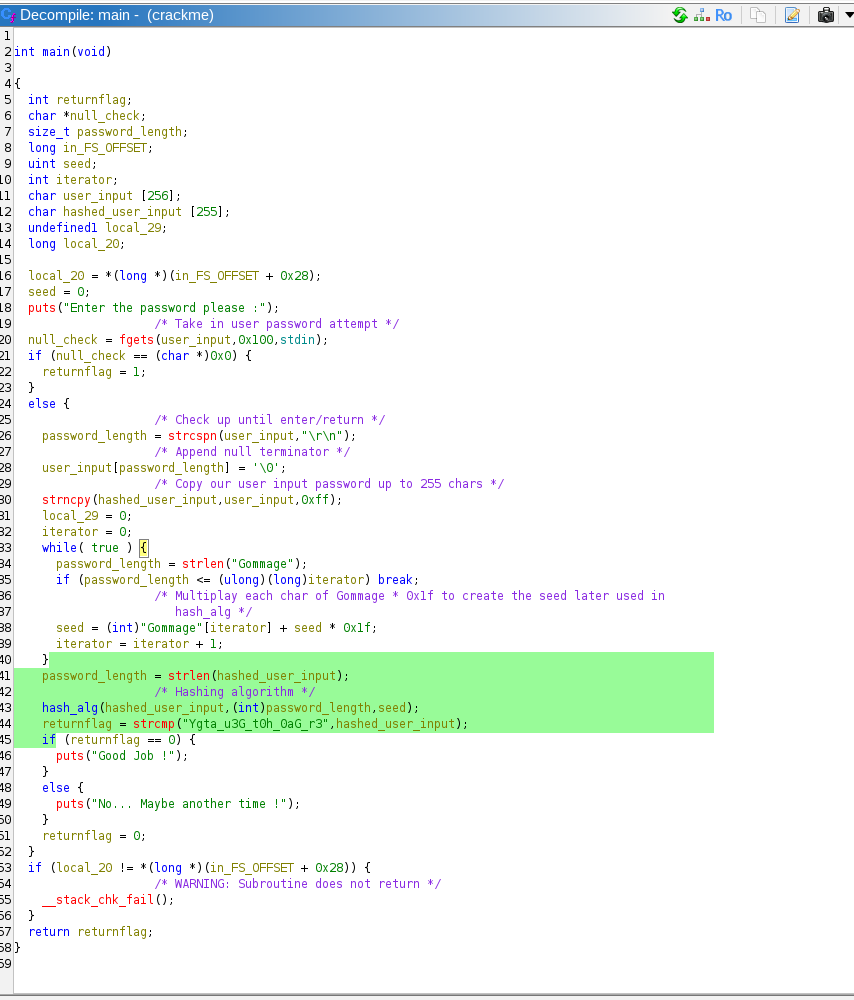 Decompile: main -  (crackme)
Ro
1
2 int main(void)
3
4 {
5   int returnflag;
6   char *null_check;
7   size_t password_length;
8   long in_FS_OFFSET;
9   uint seed;
10   int iterator;
11   char user_input [256];
12   char hashed_user_input [255];
13   undefined1 local_29;
14   long local_20;
15
16   local_20 = *(long *)(in_FS_OFFSET + 0x28);
17   seed = 0;
18   puts("Enter the password please :");
19                     /* Take in user password attempt */
20   null_check = fgets(user_input,0x100,stdin);
21   if (null_check == (char *)0x0) {
22     returnflag = 1;
23   }
24   else {
25                     /* Check up until enter/return */
26     password_length = strcspn(user_input,"\r\n");
27                     /* Append null terminator */
28     user_input[password_length] = '\0';
29                     /* Copy our user input password up to 255 chars */
30     strncpy(hashed_user_input,user_input,0xff);
31     local_29 = 0;
32     iterator = 0;
33     while( true ) {
34       password_length = strlen("Gommage");
35       if (password_length <= (ulong)(long)iterator) break;
36                     /* Multiplay each char of Gommage * 0x1f to create the seed later used in
37                        hash_alg */
38       seed = (int)"Gommage"[iterator] + seed * 0x1f;
39       iterator = iterator + 1;
40     }
41     password_length = strlen(hashed_user_input);
42                     /* Hashing algorithm */
43     hash_alg(hashed_user_input,(int)password_length,seed);
44     returnflag = strcmp("Ygta_u3G_t0h_0aG_r3",hashed_user_input);
45     if (returnflag == 0) {
46       puts("Good Job !");
47     }
48     else {
49       puts("No... Maybe another time !");
50     }
51     returnflag = 0;
52   }
53   if (local_20 != *(long *)(in_FS_OFFSET + 0x28)) {
54                     /* WARNING: Subroutine does not return */
55     __stack_chk_fail();
56   }
57   return returnflag;
58 }
59